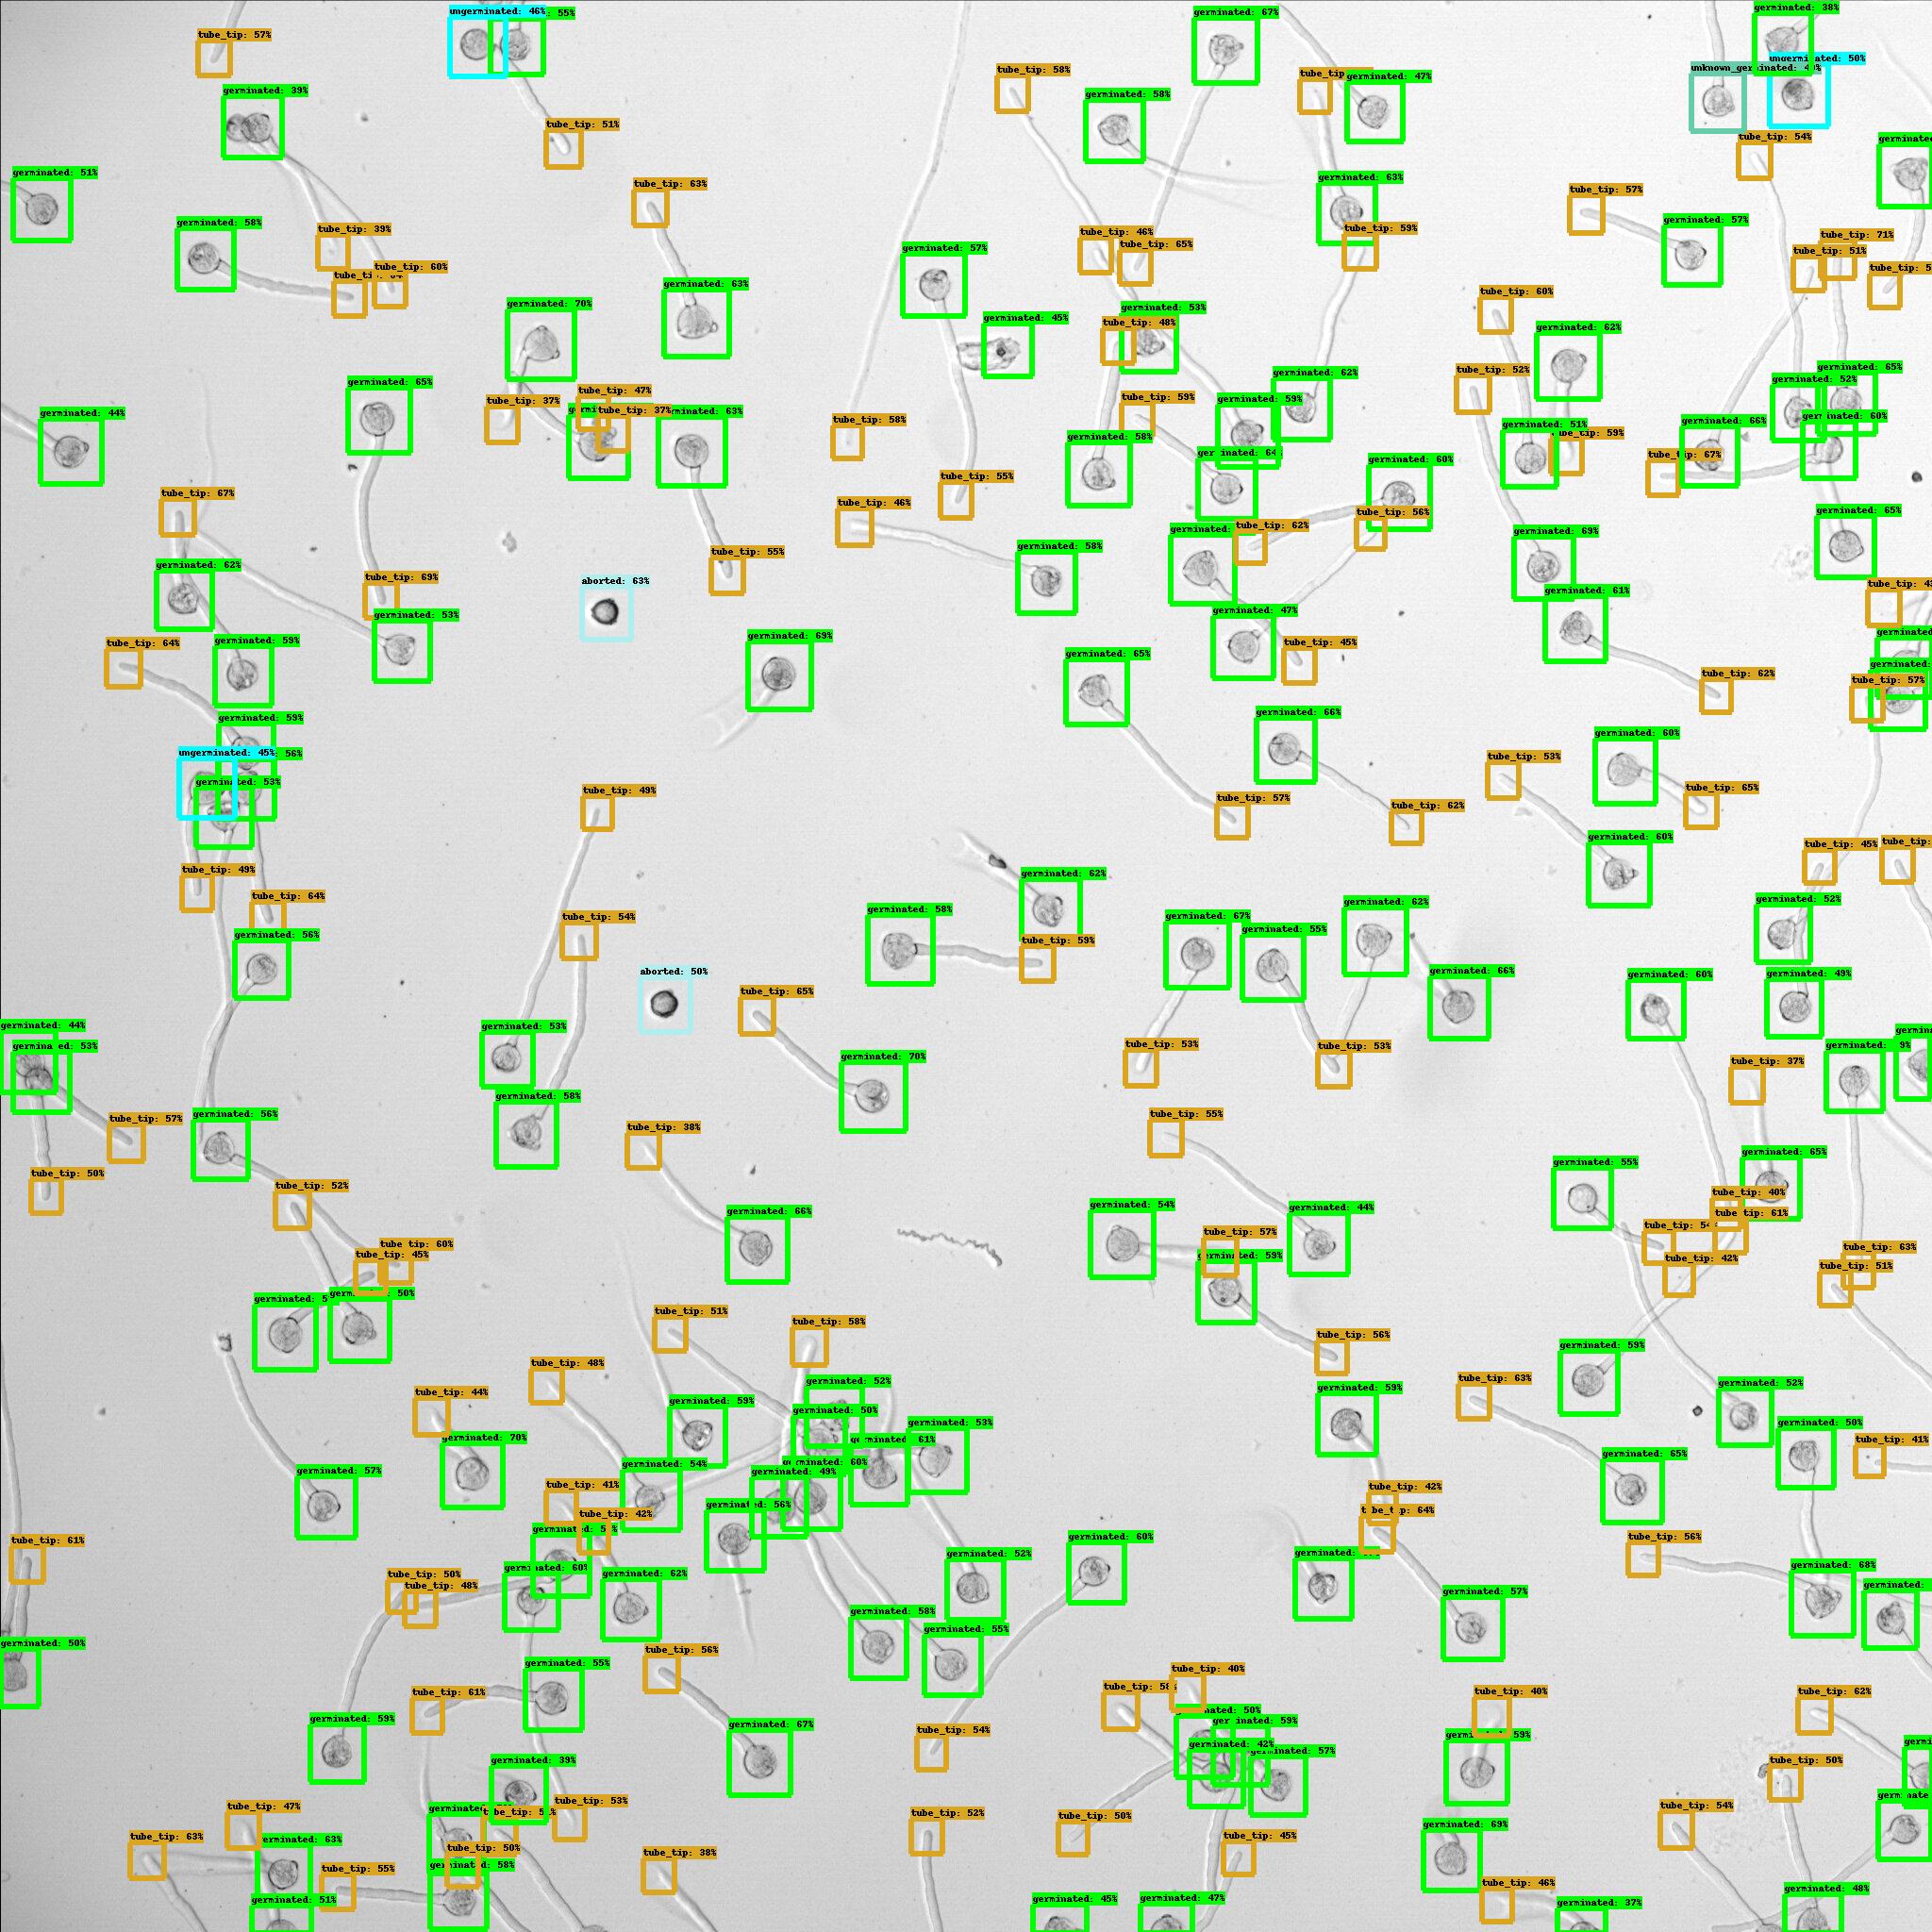 ungerminated: 46%
55%
germinated: 67%
germinated: 38%
tube_tip: 57%
tube_tip: 58%
germinated: 47%
ungerminated: 50%
germinated: 39%
germinated: 58%
tube_tip: 51%
tube_tip: 54%
germinated: 51%
tube_tip: 63%
germinated: 63%
tube_tip: 57%
germinated: 58%
germinated: 57%
tube_tip: 39%
tube_tip: 46%
tube_tip: 59%
tube_tip: 65%
tube_tip: 71%
germinated: 57%
tube_tip: 51%
tube_tip: 60%
germinated: 63%
tube_tip: 60%
germinated: 70%
germinated: 45%
germinated: 53%
tube_tip: 48%
germinated: 62%
germinated: 65%
germinated: 62%
tube_tip: 52%
germinated: 65%
tube_tip: 47%
tube_tip: 37%
tube_tip: 37%
germinated: 63%
tube_tip: 59%
germinated: 59%
germinated: 44%
tube_tip: 58%
germinated: 58%
germinated: 51%
tube_tip: 59%
germinated: 66%
tube_tip: 67%
germinated: 60%
tube_tip: 67%
tube_tip: 55%
tube_tip: 46%
tube_tip: 56%
germinated: 65%
tube_tip: 62%
germinated: 69%
germinated: 58%
tube_tip: 55%
germinated: 62%
tube_tip: 69%
aborted: 63%
germinated: 61%
germinated: 53%
germinated: 47%
germinated: 59%
tube_tip: 64%
germinated: 69%
germinated: 65%
tube_tip: 45%
tube_tip: 62%
tube_tip: 57%
germinated: 59%
germinated: 66%
germinated: 60%
ungerminated: 45%
56%
tube_tip: 53%
germinated: 53%
tube_tip: 49%
tube_tip: 57%
tube_tip: 62%
tube_tip: 65%
germinated: 60%
tube_tip: 45%
tube_tip: 49%
germinated: 62%
tube_tip: 64%
germinated: 58%
germinated: 62%
germinated: 52%
tube_tip: 54%
germinated: 67%
germinated: 55%
germinated: 56%
tube_tip: 59%
aborted: 50%
germinated: 66%
germinated: 60%
germinated: 49%
tube_tip: 65%
germinated: 44%
germinated: 53%
germinated: 53%
germinated: 70%
tube_tip: 53%
tube_tip: 53%
tube_tip: 37%
germinated: 58%
germinated: 56%
tube_tip: 57%
tube_tip: 38%
tube_tip: 55%
germinated: 65%
germinated: 55%
tube_tip: 50%
tube_tip: 52%
germinated: 66%
germinated: 54%
germinated: 44%
tube_tip: 40%
tube_tip: 61%
tube_tip: 57%
tube_tip: 60%
tube_tip: 45%
germinated: 59%
tube_tip: 42%
tube_tip: 63%
tube_tip: 51%
germinated: 50%
tube_tip: 51%
tube_tip: 58%
tube_tip: 56%
germinated: 59%
tube_tip: 48%
germinated: 52%
germinated: 59%
tube_tip: 63%
germinated: 52%
tube_tip: 44%
germinated: 59%
germinated: 50%
germinated: 53%
germinated: 50%
germinated: 70%
germinated: 61%
tube_tip: 41%
germinated: 57%
germinated: 54%
germinated: 60%
germinated: 49%
germinated: 65%
tube_tip: 41%
tube_tip: 42%
germinated: 56%
tube_tip: 42%
tube_tip: 64%
tube_tip: 61%
germinated: 60%
tube_tip: 56%
germinated: 52%
germinated: 60%
germinated: 68%
tube_tip: 50%
tube_tip: 48%
germinated: 62%
germinated: 57%
germinated: 58%
germinated: 55%
germinated: 50%
tube_tip: 56%
germinated: 55%
tube_tip: 40%
tube_tip: 61%
tube_tip: 40%
tube_tip: 62%
germinated: 59%
germinated: 67%
germinated: 50%
germinated: 59%
tube_tip: 54%
59%
germinated: 42%
germinated: 57%
germinated: 39%
tube_tip: 50%
tube_tip: 47%
tube_tip: 53%
tube_tip: 52%
tube_tip: 50%
tube_tip: 54%
tube_tip: 63%
germinated: 63%
tube_tip: 45%
germinated: 69%
tube_tip: 50%
tube_tip: 55%
germinated: 58%
tube_tip: 38%
tube_tip: 46%
germinated: 51%
germinated: 45%
germinated: 47%
germinated: 37%
germinated: 48%